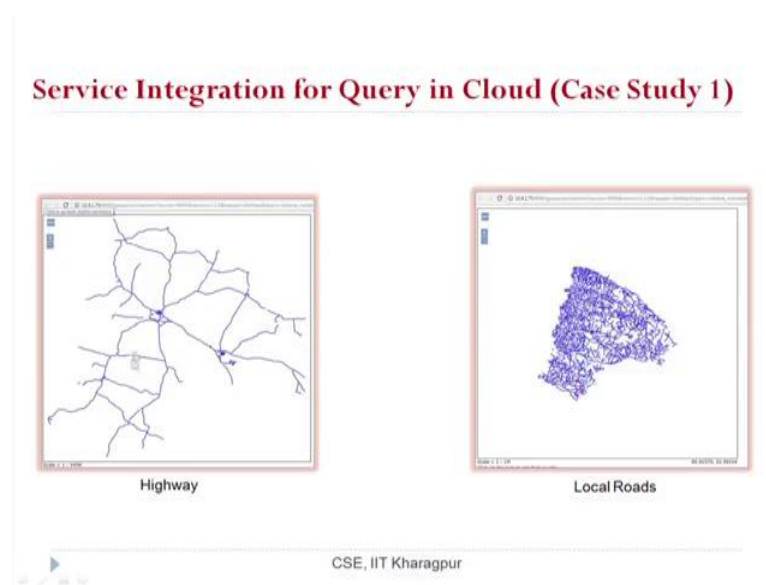 Service Integration for Query in Cloud (Case Study 1)
Highway
Local Roads
CSE, IIT Kharagpur